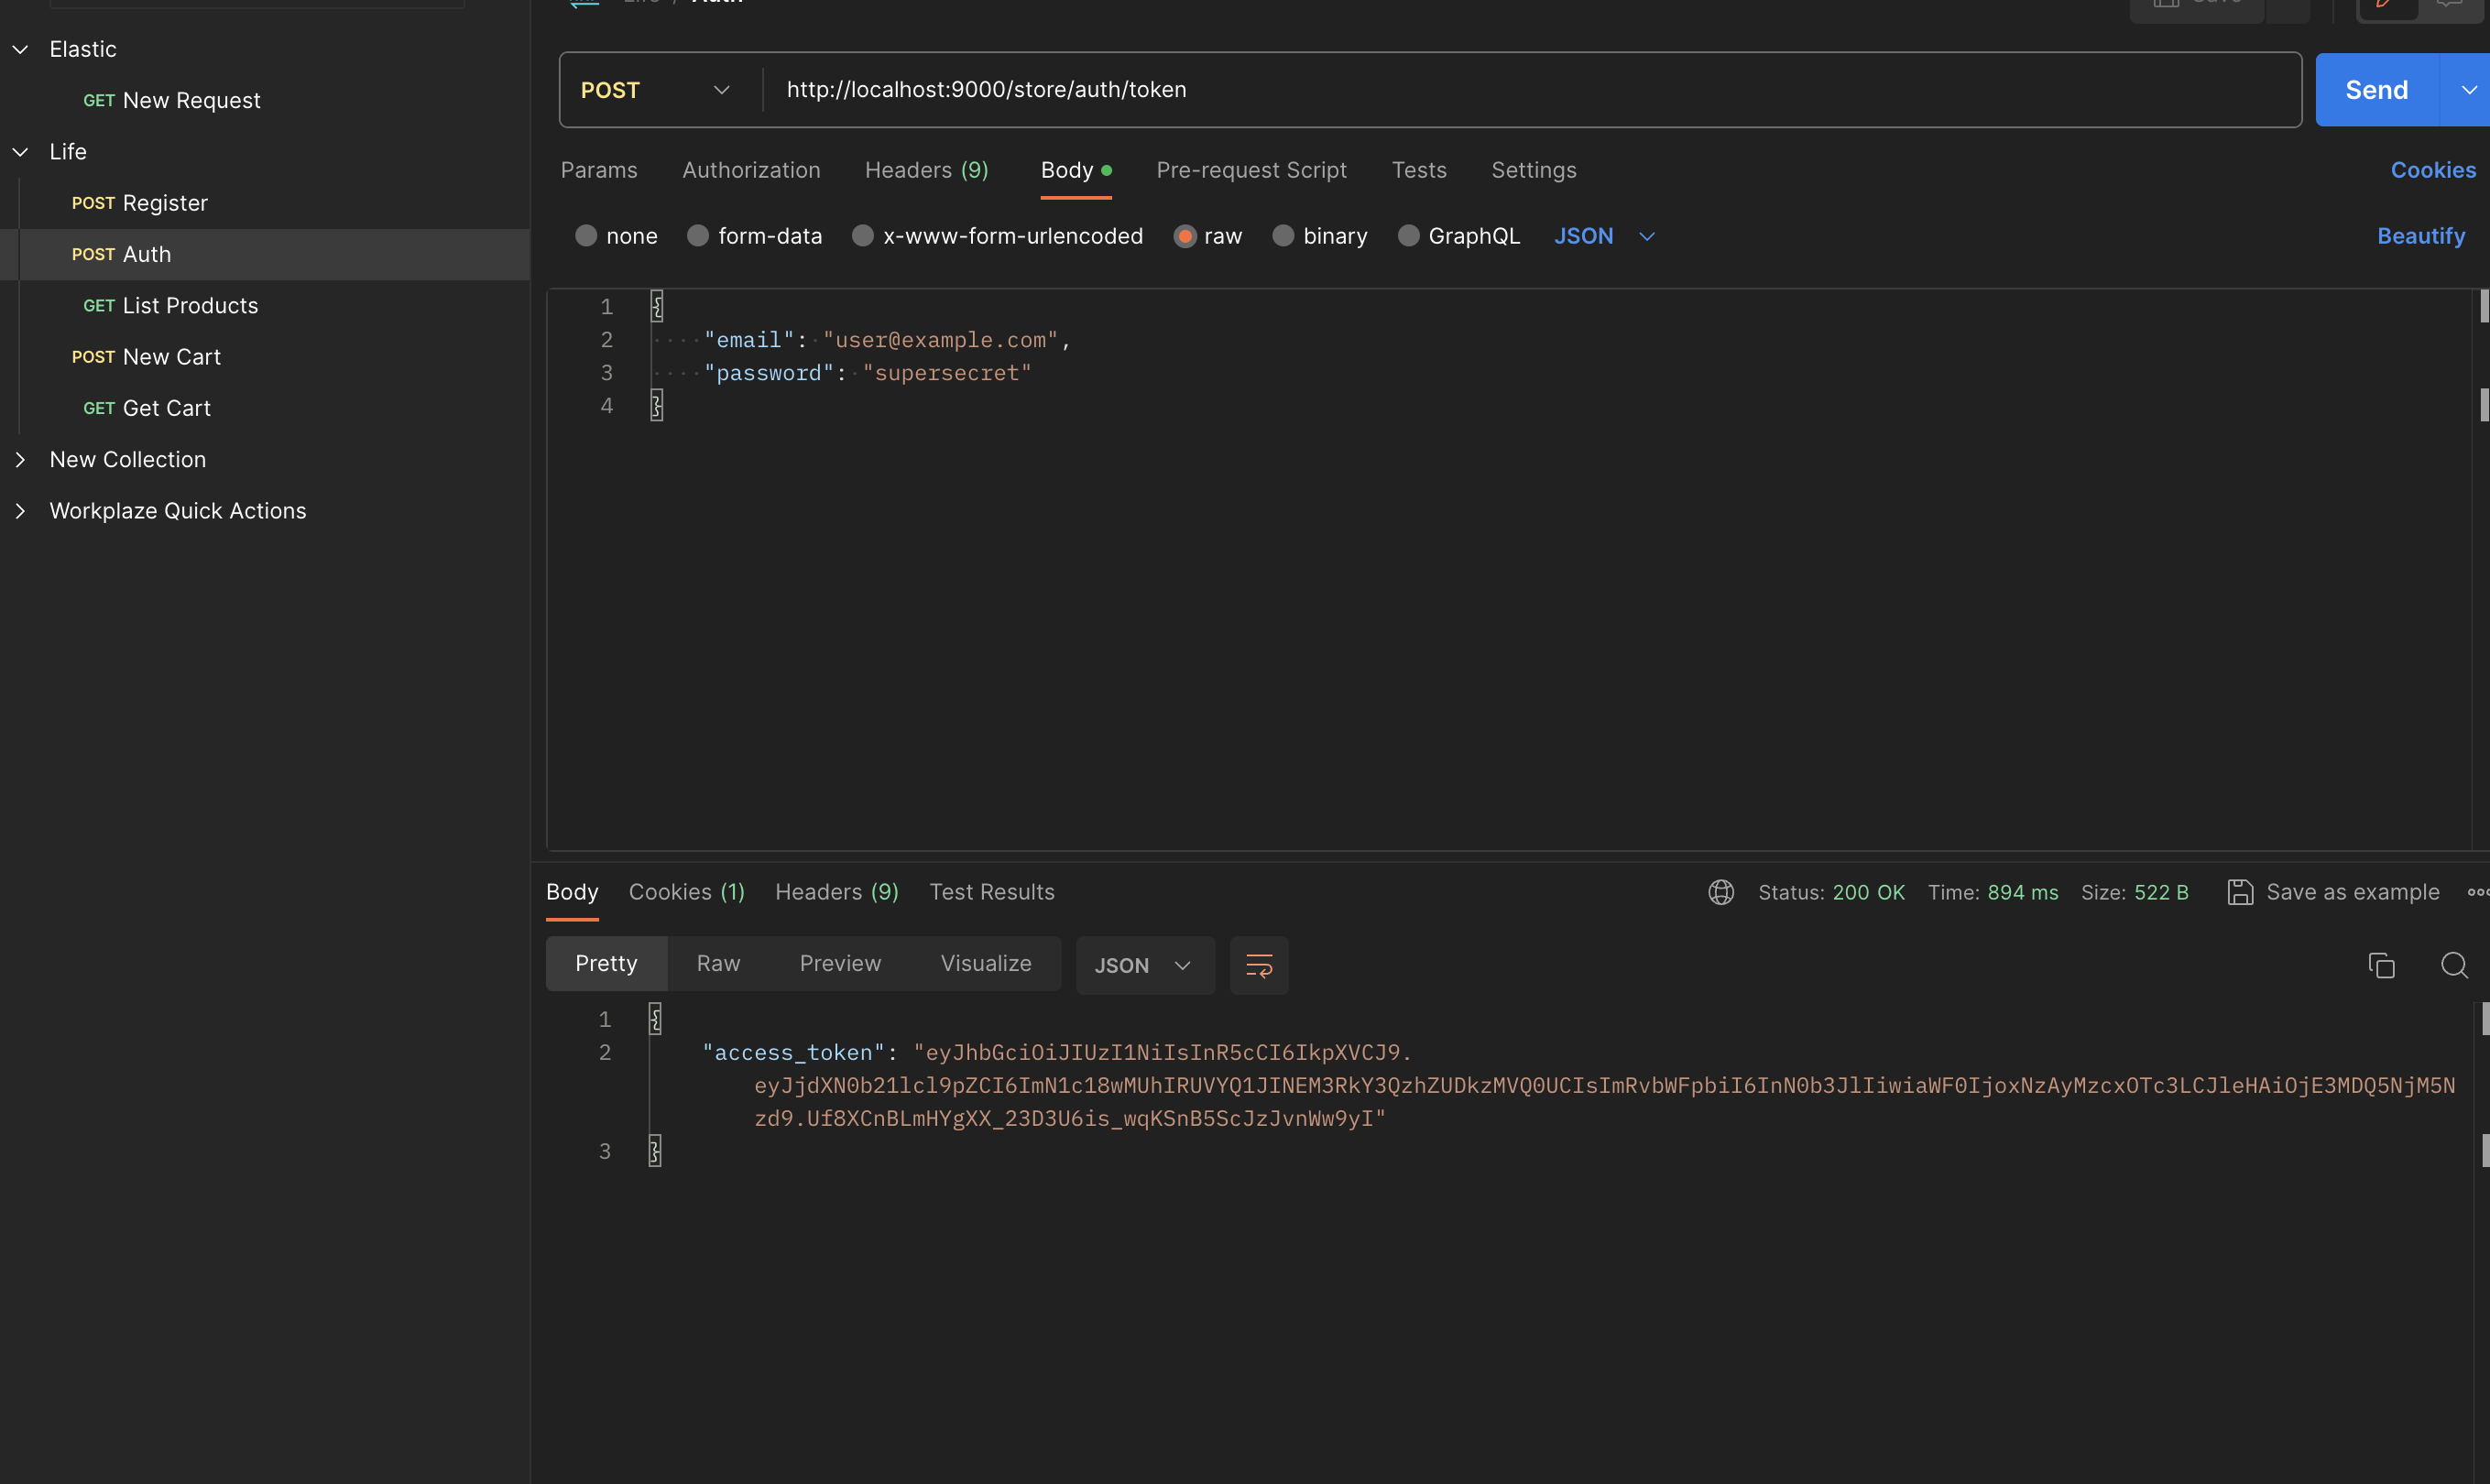 Elastic
GET New Request
Life
POST Register
POST Auth
GET List Products
POST New Cart
GET Get Cart
New Collection
Workplaze Quick Actions
POST http://localhost:9000/store/auth/token Send
Params Authorization Headers (9) Body Pre-request Script Tests Settings Cookies
none form-data x-www-form-urlencoded raw binary GraphQL JSON Beautify
1 {
2 "email": "user@example.com",
3 "password": "supersecret"
4 }
Body Cookies (1) Headers (9) Test Results Status: 200 OK Time: 894 ms Size: 522 B Save as example
Pretty Raw Preview Visualize JSON
1 {
2 "access_token": "eyJhbGciOiJIUzI1NiIsInR5cCI6IkpXVCJ9.
eyJjdXN0b21lcl9pZCI6ImN1c18wMUhIRUVYQ1JINEM3RkY3QzhZUDkzMVQ0UCIsImRvbWFpbiI6InN0b3JlIiwiaWF0IjoxNzAyMzcxOTc3LCJleHAiOjE3MDQ5NjM5N
zd9.Uf8XCnBLmHYgXX_23D3U6is_wqKSnB5ScJzJvnWw9yI"
3 }